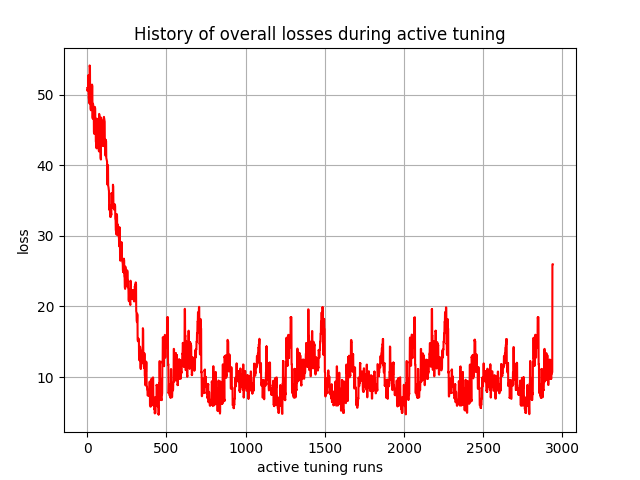 History of overall losses during active tuning
50
40
30
20
10
loss
0 500 1000 1500 2000 2500 3000
active tuning runs